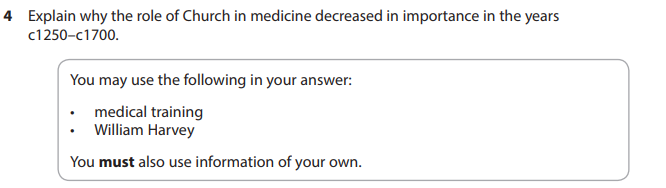 4 Explain why the role of Church in medicine decreased in importance in the years
c1250–c1700.
You may use the following in your answer:
• medical training
• William Harvey
You must also use information of your own.